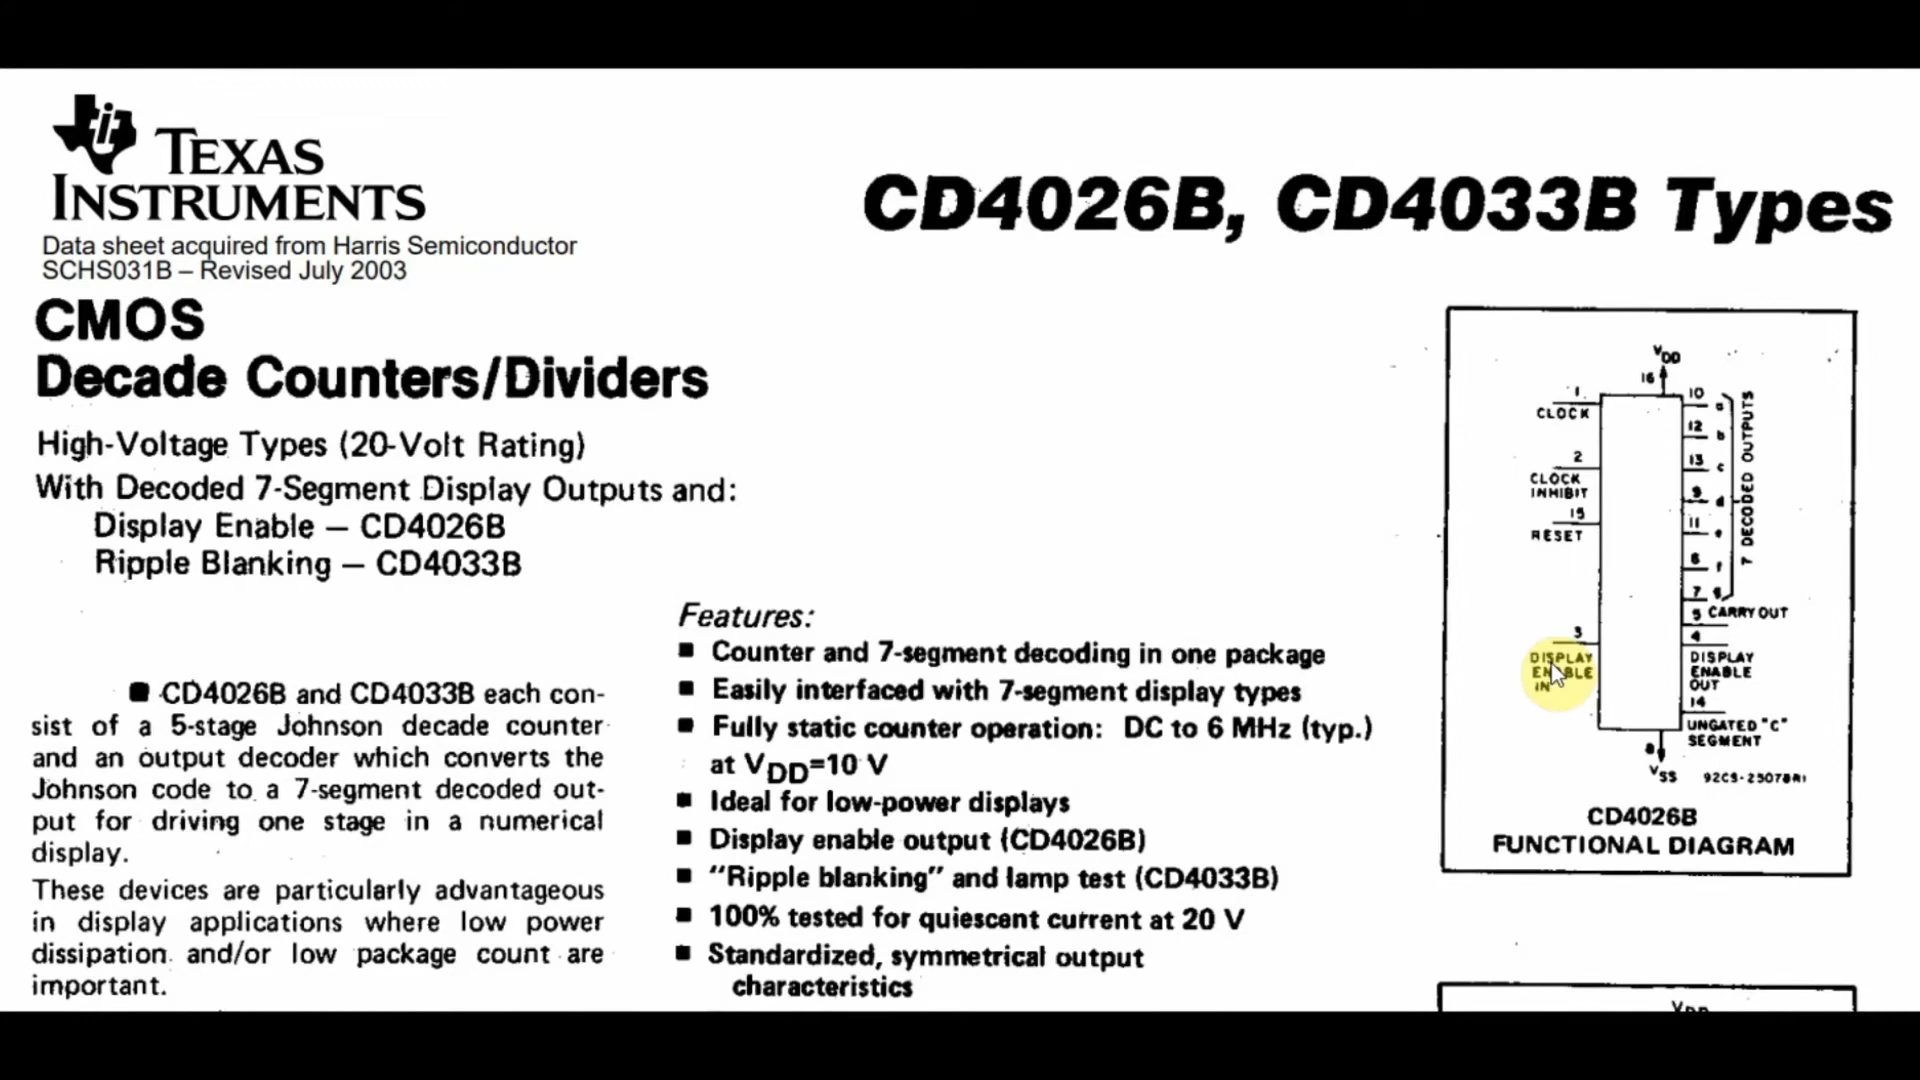 TEXAS
INSTRUMENTS
Data sheet acquired from Harris Semiconductor
SCHS031B – Revised July 2003
CD4026B, CD4033B Types
CMOS
Decade Counters/Dividers
High-Voltage Types (20-Volt Rating)
With Decoded 7-Segment Display Outputs and:
Display Enable — CD4026B
Ripple Blanking — CD4033B
■ CD4026B and CD4033B each con-
sist of a 5-stage Johnson decade counter
and an output decoder which converts the
Johnson code to a 7-segment decoded out-
put for driving one stage in a numerical
display.
These devices are particularly advantageous
in display applications where low power
dissipation and/or low package count are
important.
Features:
■ Counter and 7-segment decoding in one package
■ Easily interfaced with 7-segment display types
■ Fully static counter operation: DC to 6 MHz (typ.)
at VDD=10 V
■ Ideal for low-power displays
■ Display enable output (CD4026B)
■ "Ripple blanking" and lamp test (CD4033B)
■ 100% tested for quiescent current at 20 V
■ Standardized, symmetrical output
characteristics
VDD
16
1
CLOCK
2
CLOCK
INHIBIT
15
RESET
3
DISPLAY
ENABLE
IN
10 a
12 b
13 c
9 d
11 e
6 f
7 g
7 DECODED OUTPUTS
5 CARRY OUT
4
DISPLAY
ENABLE
OUT
14
UNGATED "C"
SEGMENT
8
VSS
92CS-25078R1
CD4026B
FUNCTIONAL DIAGRAM
VDD